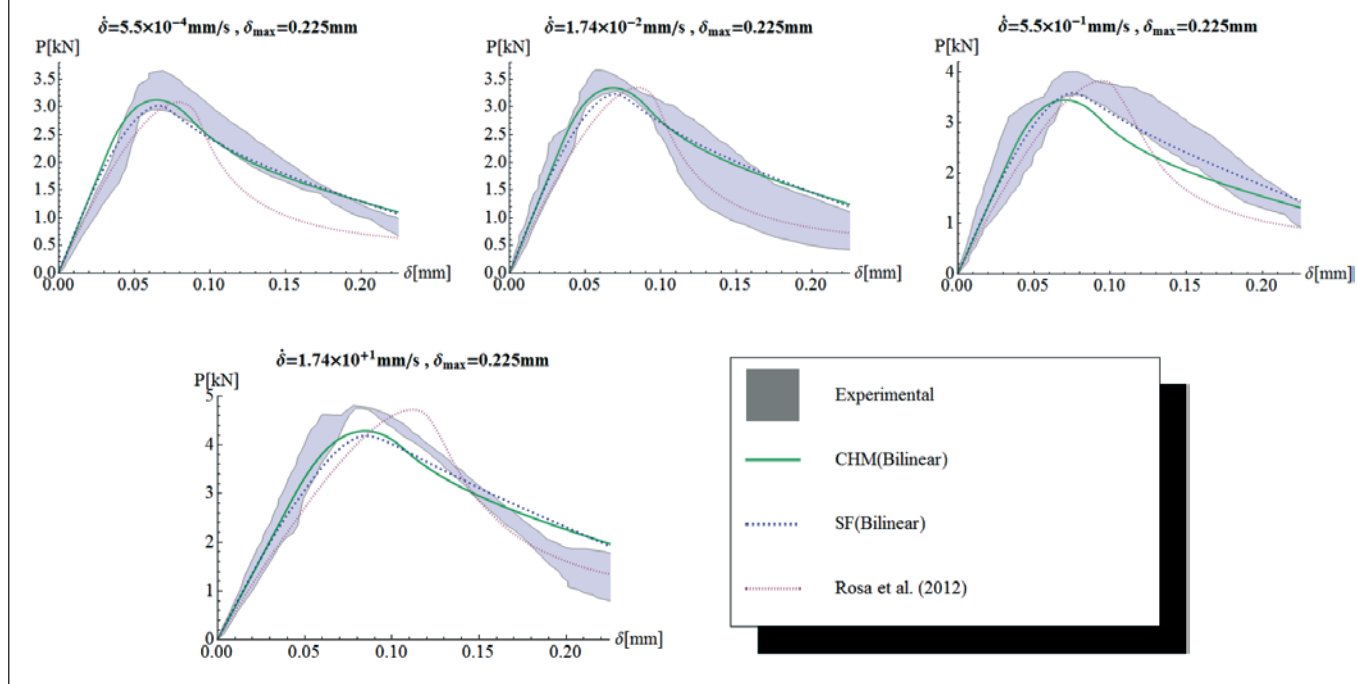 δ̇=5.5×10⁻⁴mm/s , δmax=0.225mm
P[kN]
3.5
3.0
2.5
2.0
1.5
1.0
0.5
0.0
0.00 0.05 0.10 0.15 0.20
δ[mm]
δ̇=1.74×10⁻²mm/s , δmax=0.225mm
P[kN]
3.5
3.0
2.5
2.0
1.5
1.0
0.5
0.0
0.00 0.05 0.10 0.15 0.20
δ[mm]
δ̇=5.5×10⁻¹mm/s , δmax=0.225mm
P[kN]
4
3
2
1
0
0.00 0.05 0.10 0.15 0.20
δ[mm]
δ̇=1.74×10⁺¹mm/s , δmax=0.225mm
P[kN]
5
4
3
2
1
0
0.00 0.05 0.10 0.15 0.20
δ[mm]
Experimental
CHM(Bilinear)
SF(Bilinear)
Rosa et al. (2012)